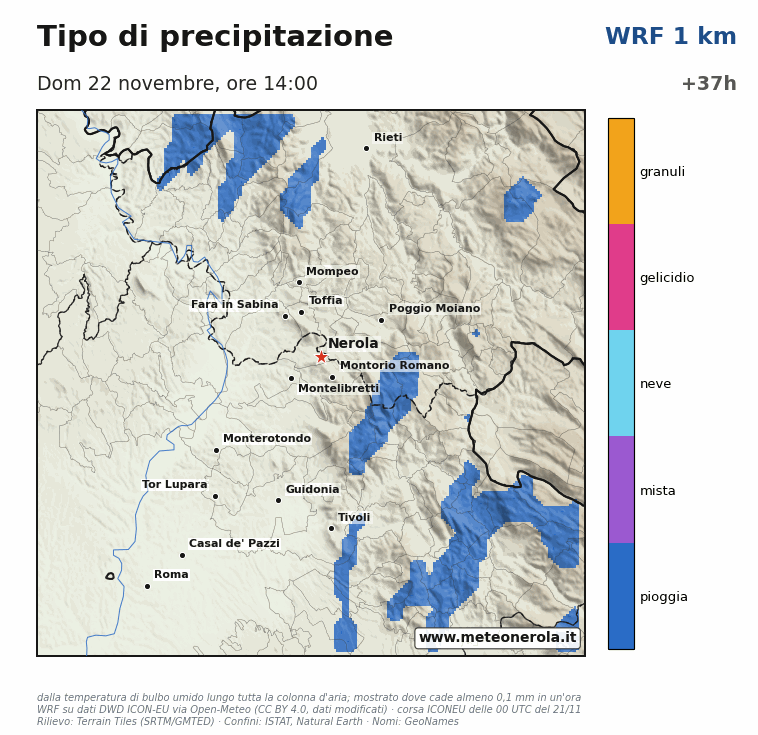 Tipo di precipitazione
WRF 1 km
Dom 22 novembre, ore 14:00
+37h
Rieti
granuli
gelicidio
Mompeo
Fara in Sabina
Toffia
Poggio Moiano
Nerola
Montorio Romano
neve
Montelibretti
Monterotondo
Tor Lupara
Guidonia
mista
Tivoli
Casal de' Pazzi
Roma
pioggia
www.meteonerola.it
dalla temperatura di bulbo umido lungo tutta la colonna d'aria; mostrato dove cade almeno 0,1 mm in un'ora
WRF su dati DWD ICON-EU via Open-Meteo (CC BY 4.0, dati modificati) · corsa ICONEU delle 00 UTC del 21/11
Rilievo: Terrain Tiles (SRTM/GMTED) · Confini: ISTAT, Natural Earth · Nomi: GeoNames